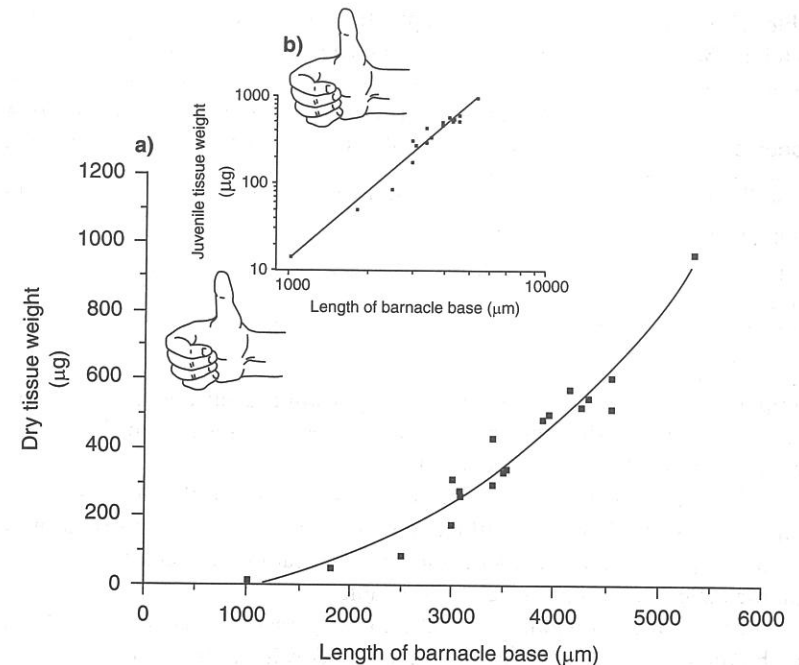 b)
Juvenile tissue weight
(µg)
1000
100
10
1000
10000
Length of barnacle base (µm)
a)
Dry tissue weight
(µg)
1200
1000
800
600
400
200
0
0
1000
2000
3000
4000
5000
6000
Length of barnacle base (µm)